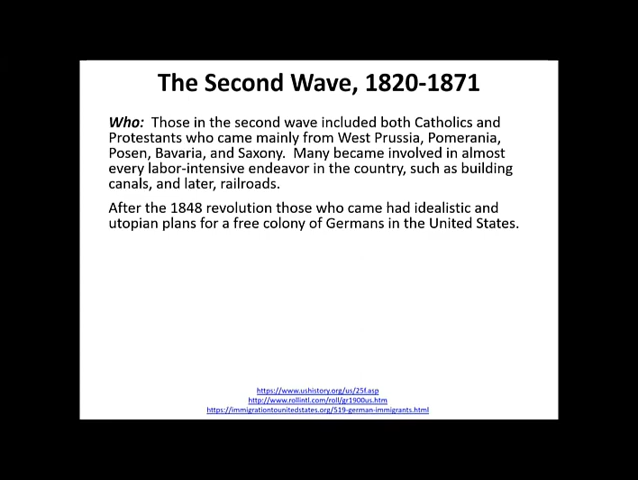 The Second Wave, 1820-1871
Who: Those in the second wave included both Catholics and
Protestants who came mainly from West Prussia, Pomerania,
Posen, Bavaria, and Saxony. Many became involved in almost
every labor-intensive endeavor in the country, such as building
canals, and later, railroads.
After the 1848 revolution those who came had idealistic and
utopian plans for a free colony of Germans in the United States.
https://www.ushistory.org/us/25f.asp
http://www.rollintl.com/roll/gr1900us.htm
https://immigrationtounitedstates.org/519-german-immigrants.html